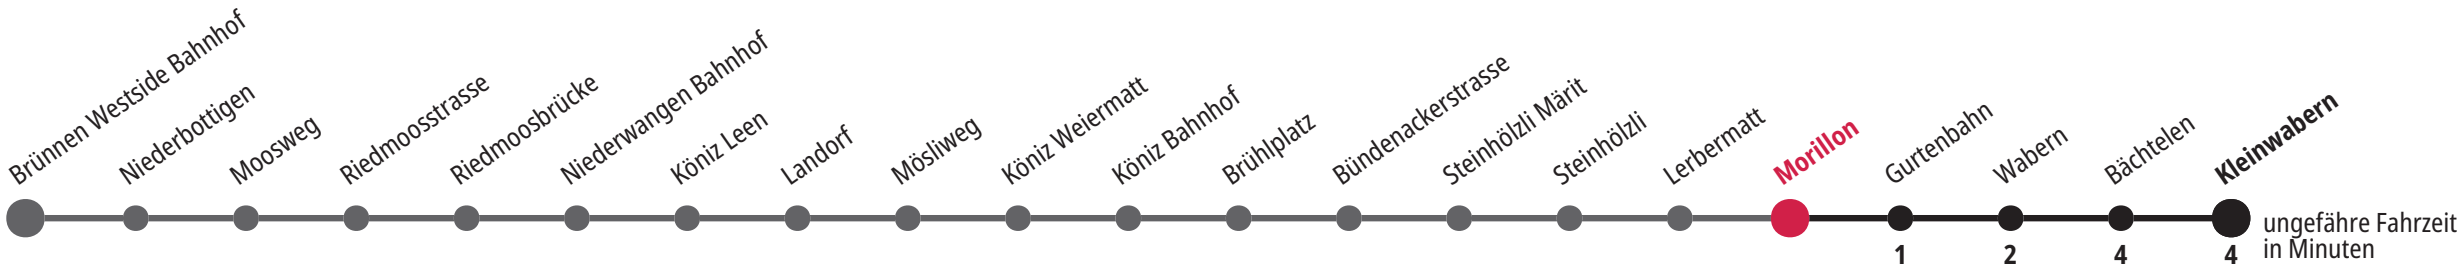 Brünnen Westside Bahnhof
Niederbottigen
Moosweg
Riedmoosstrasse
Riedmoosbrücke
Niederwangen Bahnhof
Köniz Leen
Landorf
Mösliweg
Köniz Weiermatt
Köniz Bahnhof
Brühlplatz
Bündenackerstrasse
Steinhölzli Märit
Steinhölzli
Lerbermatt
Morillon
Gurtenbahn
Wabern
Bächtelen
Kleinwabern
1
2
4
4
ungefähre Fahrzeit
in Minuten